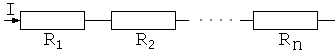 I
R₁ R₂ Rₙ